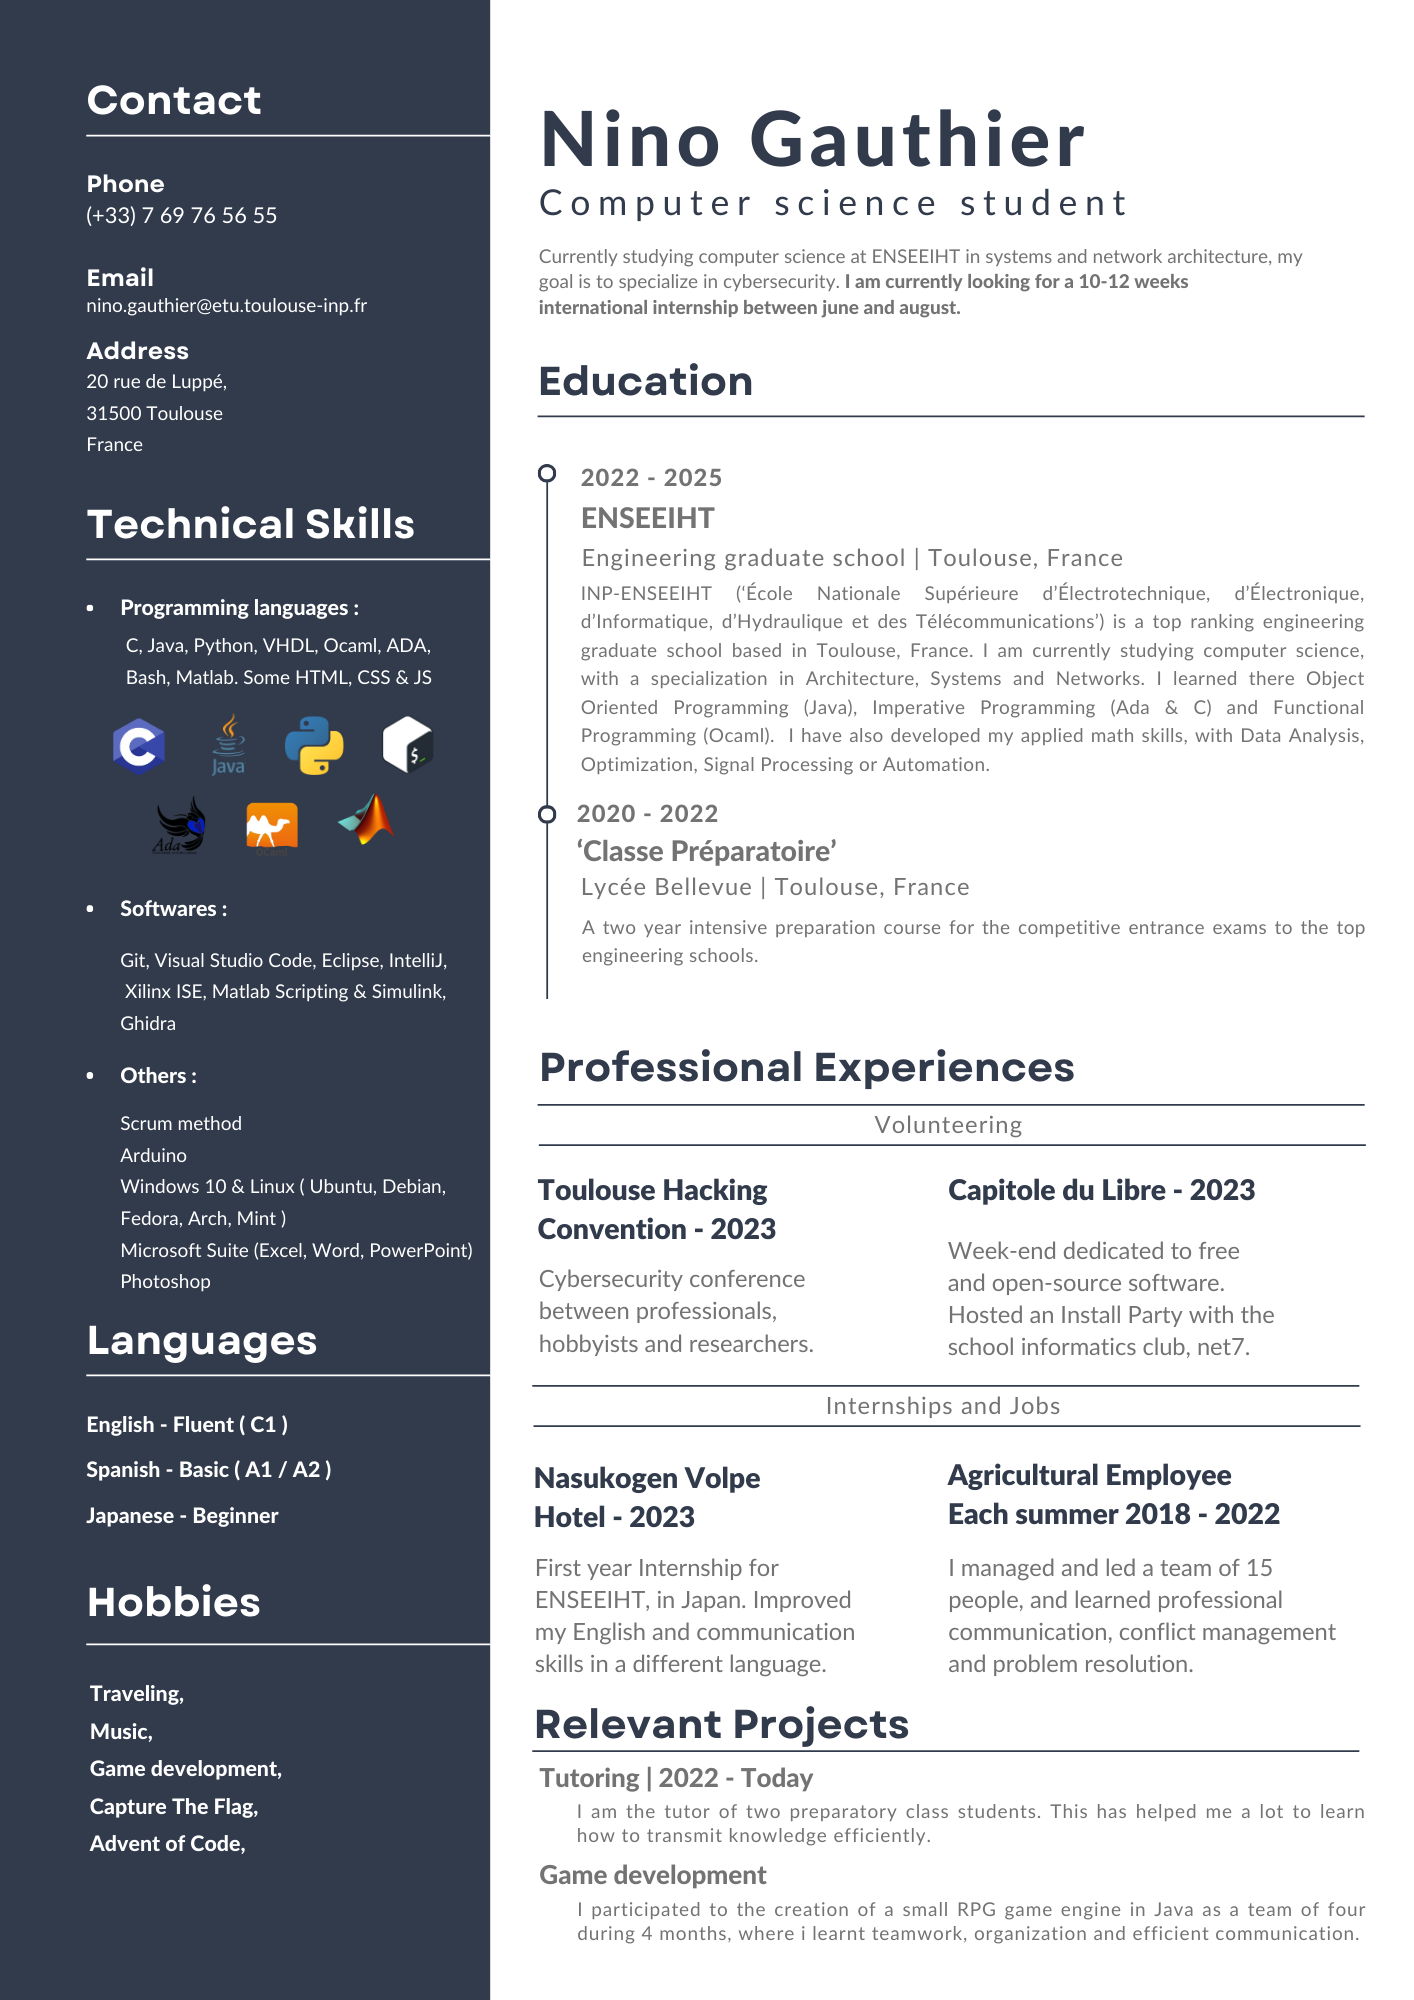 Contact
Phone
(+33) 7 69 76 56 55
Email
nino.gauthier@etu.toulouse-inp.fr
Address
20 rue de Luppé,
31500 Toulouse
France
Technical Skills
• Programming languages :
C, Java, Python, VHDL, Ocaml, ADA,
Bash, Matlab. Some HTML, CSS & JS
C
Java
$_
Ada
OCaml
• Softwares :
Git, Visual Studio Code, Eclipse, IntelliJ,
Xilinx ISE, Matlab Scripting & Simulink,
Ghidra
• Others :
Scrum method
Arduino
Windows 10 & Linux ( Ubuntu, Debian,
Fedora, Arch, Mint )
Microsoft Suite (Excel, Word, PowerPoint)
Photoshop
Languages
English - Fluent ( C1 )
Spanish - Basic ( A1 / A2 )
Japanese - Beginner
Hobbies
Traveling,
Music,
Game development,
Capture The Flag,
Advent of Code,
Nino Gauthier
Computer science student
Currently studying computer science at ENSEEIHT in systems and network architecture, my
goal is to specialize in cybersecurity. I am currently looking for a 10-12 weeks
international internship between june and august.
Education
2022 - 2025
ENSEEIHT
Engineering graduate school | Toulouse, France
INP-ENSEEIHT (‘École Nationale Supérieure d’Électrotechnique, d’Électronique,
d’Informatique, d’Hydraulique et des Télécommunications’) is a top ranking engineering
graduate school based in Toulouse, France. I am currently studying computer science,
with a specialization in Architecture, Systems and Networks. I learned there Object
Oriented Programming (Java), Imperative Programming (Ada & C) and Functional
Programming (Ocaml). I have also developed my applied math skills, with Data Analysis,
Optimization, Signal Processing or Automation.
2020 - 2022
‘Classe Préparatoire’
Lycée Bellevue | Toulouse, France
A two year intensive preparation course for the competitive entrance exams to the top
engineering schools.
Professional Experiences
Volunteering
Toulouse Hacking
Convention - 2023
Cybersecurity conference
between professionals,
hobbyists and researchers.
Capitole du Libre - 2023
Week-end dedicated to free
and open-source software.
Hosted an Install Party with the
school informatics club, net7.
Internships and Jobs
Nasukogen Volpe
Hotel - 2023
First year Internship for
ENSEEIHT, in Japan. Improved
my English and communication
skills in a different language.
Agricultural Employee
Each summer 2018 - 2022
I managed and led a team of 15
people, and learned professional
communication, conflict management
and problem resolution.
Relevant Projects
Tutoring | 2022 - Today
I am the tutor of two preparatory class students. This has helped me a lot to learn
how to transmit knowledge efficiently.
Game development
I participated to the creation of a small RPG game engine in Java as a team of four
during 4 months, where i learnt teamwork, organization and efficient communication.